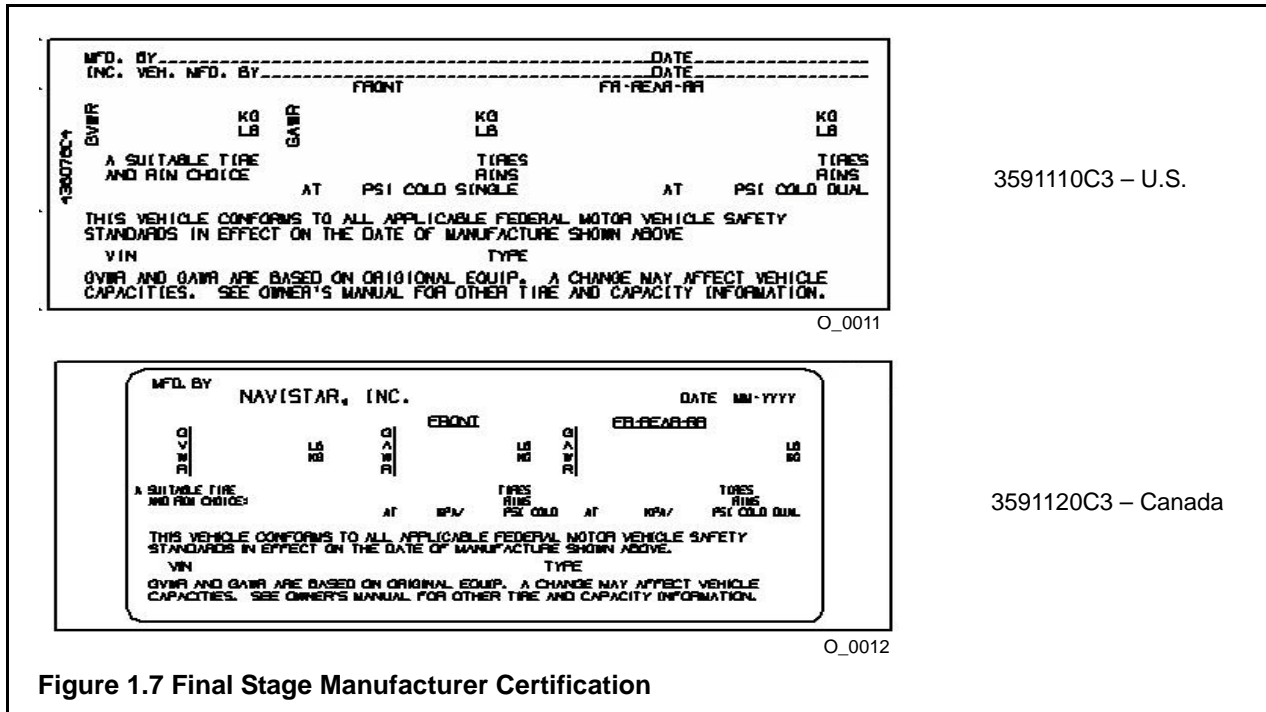 MFD. BY DATE
INC. VEH. MFD. BY DATE
FRONT FR-REAR-RR
GVWR KG GAWR KG KG
LB LB LB
A SUITABLE TIRE TIRES TIRES
AND RIM CHOICE RIMS RIMS
AT PSI COLD SINGLE AT PSI COLD DUAL
THIS VEHICLE CONFORMS TO ALL APPLICABLE FEDERAL MOTOR VEHICLE SAFETY
STANDARDS IN EFFECT ON THE DATE OF MANUFACTURE SHOWN ABOVE
VIN TYPE
GVWR AND GAWR ARE BASED ON ORIGIONAL EQUIP. A CHANGE MAY AFFECT VEHICLE
CAPACITIES. SEE OWNER'S MANUAL FOR OTHER TIRE AND CAPACITY INFORMATION.
3591110C3 – U.S.
O_0011
MFD. BY
NAVISTAR, INC. DATE MM-YYYY
FRONT FR-REAR-RR
GVWR LB GAWR LB GAWR LB
KG KG KG
A SUITABLE TIRE TIRES TIRES
AND RIM CHOICE: RIMS RIMS
AT KPA/ PSI COLD AT KPA/ PSI COLD DUAL
THIS VEHICLE CONFORMS TO ALL APPLICABLE FEDERAL MOTOR VEHICLE SAFETY
STANDARDS IN EFFECT ON THE DATE OF MANUFACTURE SHOWN ABOVE.
VIN TYPE
GVWR AND GAWR ARE BASED ON ORIGINAL EQUIP. A CHANGE MAY AFFECT VEHICLE
CAPACITIES. SEE OWNER'S MANUAL FOR OTHER TIRE AND CAPACITY INFORMATION.
3591120C3 – Canada
O_0012
Figure 1.7 Final Stage Manufacturer Certification